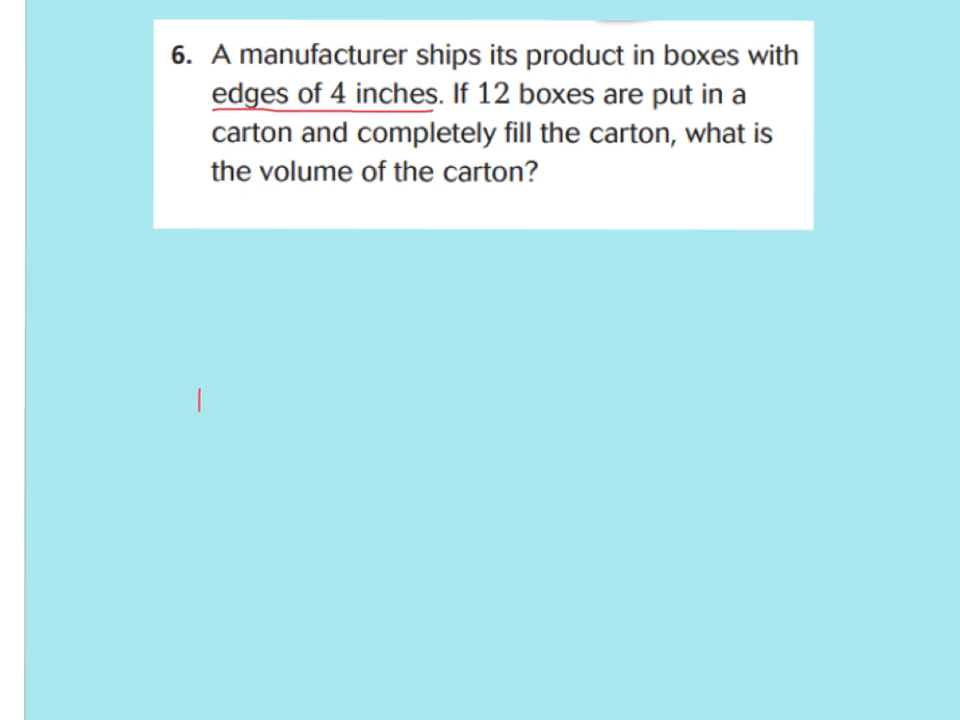 6. A manufacturer ships its product in boxes with
edges of 4 inches. If 12 boxes are put in a
carton and completely fill the carton, what is
the volume of the carton?